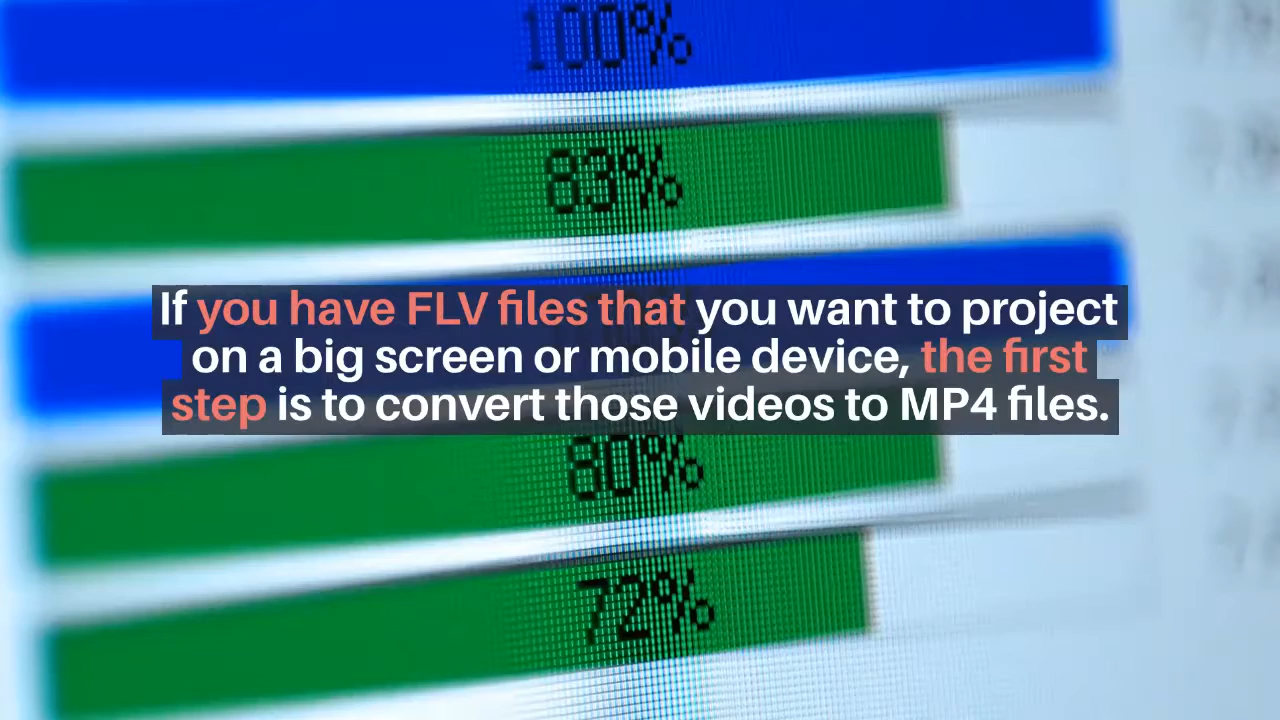 100%
83%
If you have FLV files that you want to project
on a big screen or mobile device, the first
step is to convert those videos to MP4 files.
80%
72%